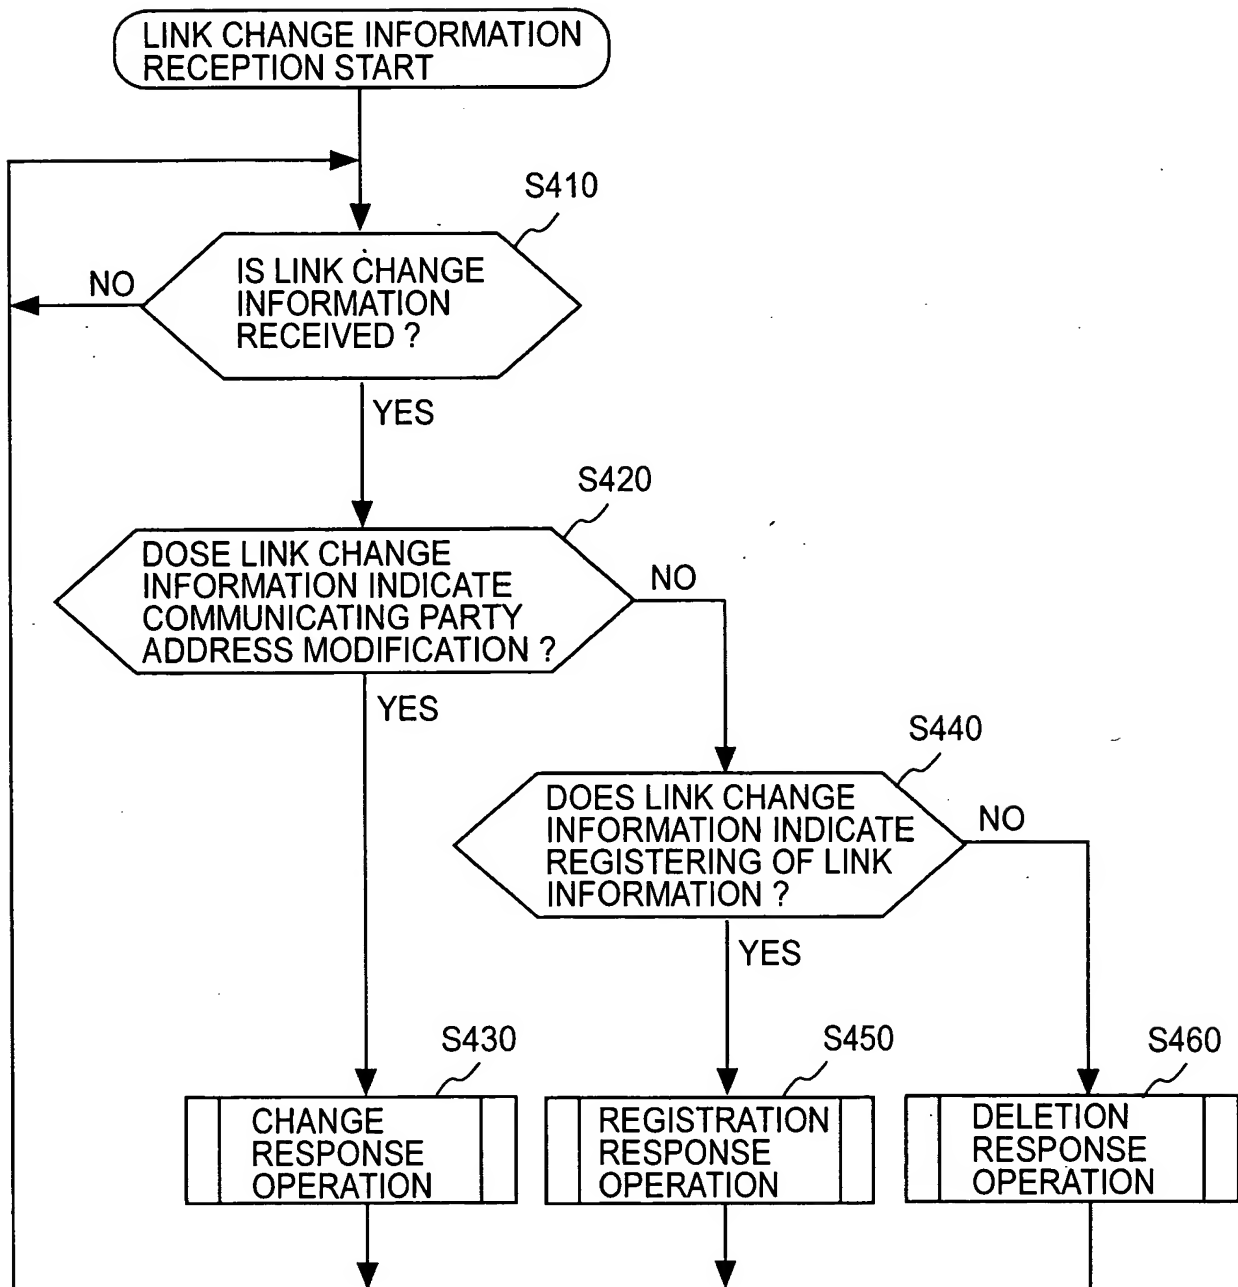 LINK CHANGE INFORMATION
RECEPTION START
S410
IS LINK CHANGE
INFORMATION
RECEIVED ?
NO
YES
S420
DOSE LINK CHANGE
INFORMATION INDICATE
COMMUNICATING PARTY
ADDRESS MODIFICATION ?
NO
YES
S440
DOES LINK CHANGE
INFORMATION INDICATE
REGISTERING OF LINK
INFORMATION ?
NO
YES
S430
CHANGE
RESPONSE
OPERATION
S450
REGISTRATION
RESPONSE
OPERATION
S460
DELETION
RESPONSE
OPERATION